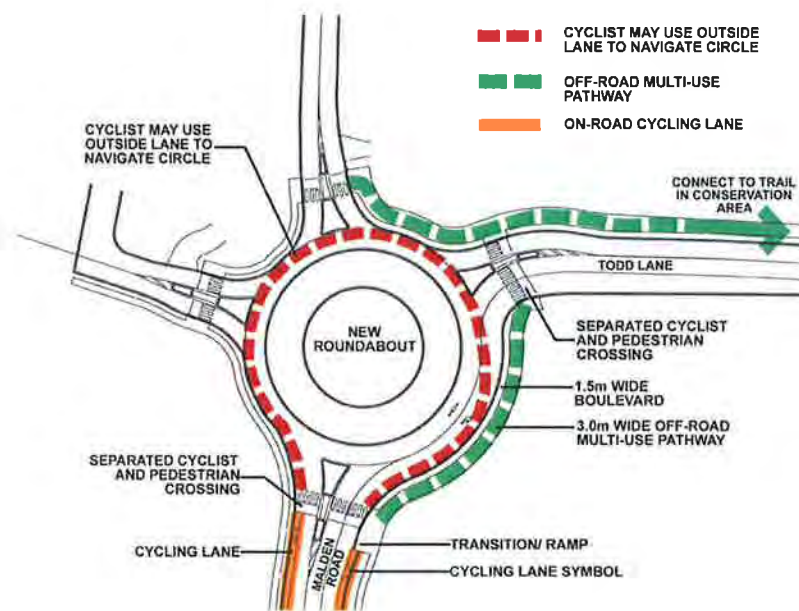 CYCLIST MAY USE OUTSIDE
LANE TO NAVIGATE CIRCLE
OFF-ROAD MULTI-USE
PATHWAY
ON-ROAD CYCLING LANE
CYCLIST MAY USE
OUTSIDE LANE TO
NAVIGATE CIRCLE
CONNECT TO TRAIL
IN CONSERVATION
AREA
TODD LANE
NEW
ROUNDABOUT
SEPARATED CYCLIST
AND PEDESTRIAN
CROSSING
1.5m WIDE
BOULEVARD
3.0m WIDE OFF-ROAD
MULTI-USE PATHWAY
SEPARATED CYCLIST
AND PEDESTRIAN
CROSSING
CYCLING LANE
MALDEN
ROAD
TRANSITION/ RAMP
CYCLING LANE SYMBOL